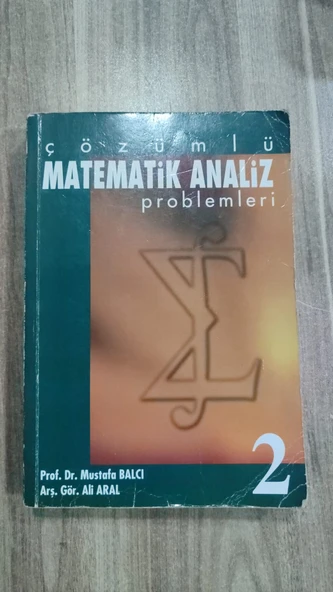 çözümlü
MATEMATİK ANALİZ
problemleri
Prof. Dr. Mustafa BALCI
Arş. Gör. Ali ARAL
2